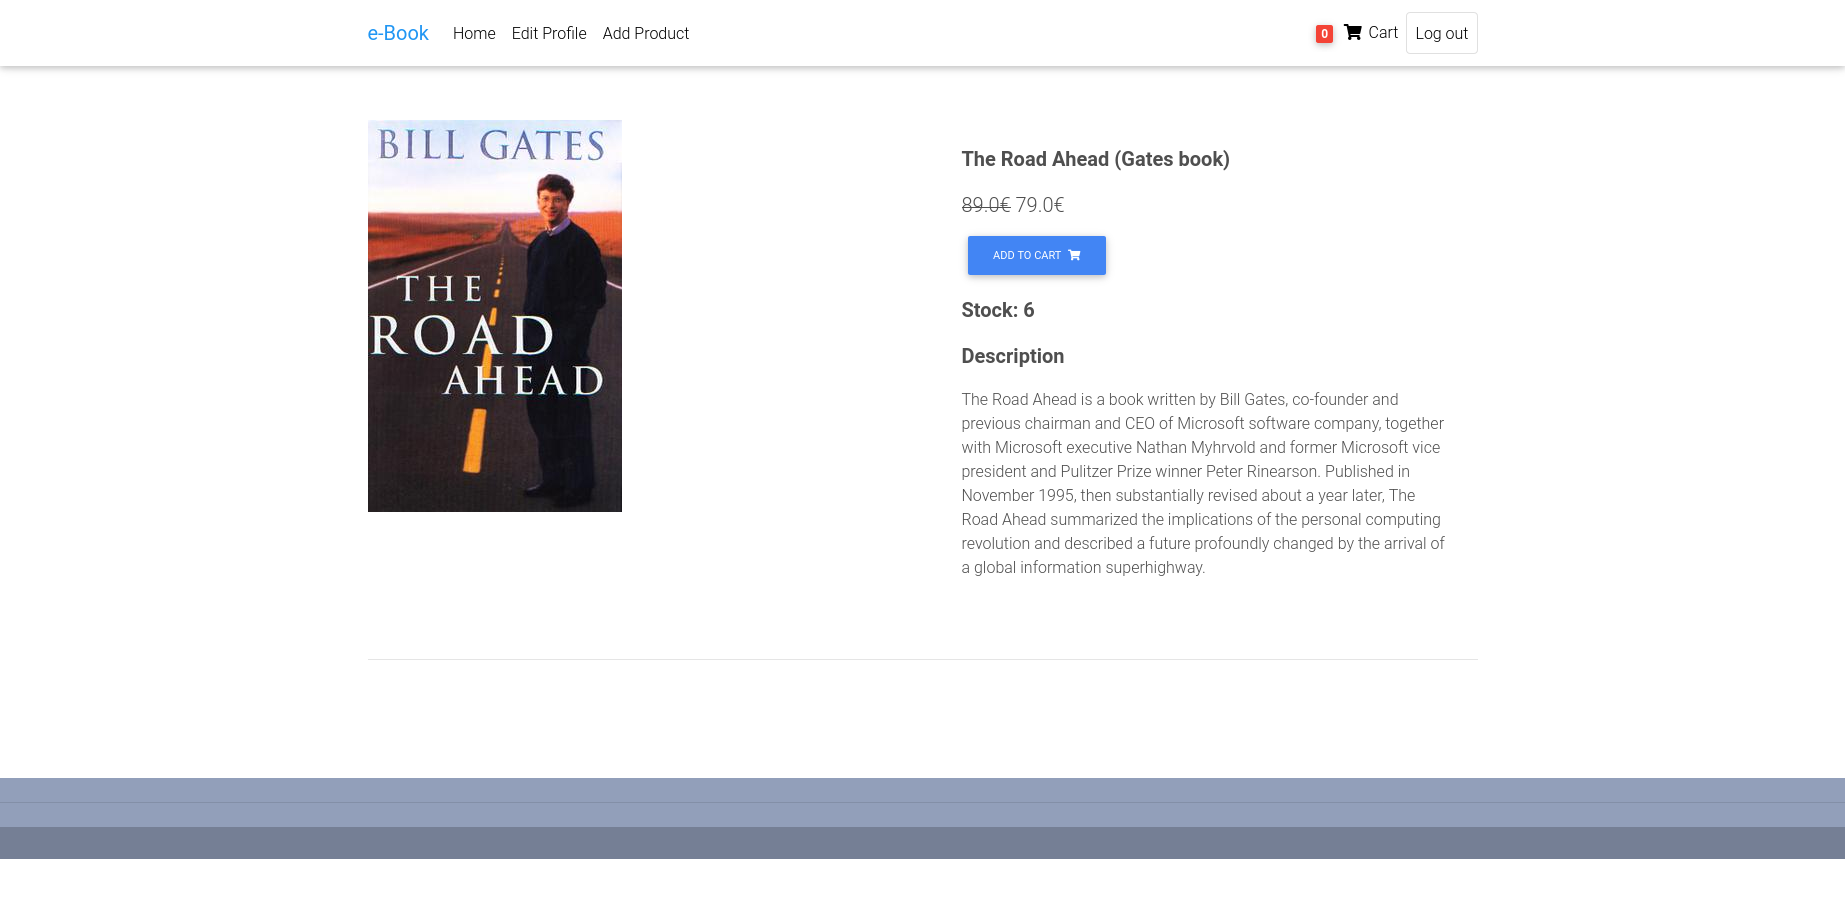 e-Book Home Edit Profile Add Product 0 Cart Log out
BILL GATES
THE
ROAD
AHEAD
The Road Ahead (Gates book)
89.0€ 79.0€
ADD TO CART
Stock: 6
Description
The Road Ahead is a book written by Bill Gates, co-founder and
previous chairman and CEO of Microsoft software company, together
with Microsoft executive Nathan Myhrvold and former Microsoft vice
president and Pulitzer Prize winner Peter Rinearson. Published in
November 1995, then substantially revised about a year later, The
Road Ahead summarized the implications of the personal computing
revolution and described a future profoundly changed by the arrival of
a global information superhighway.